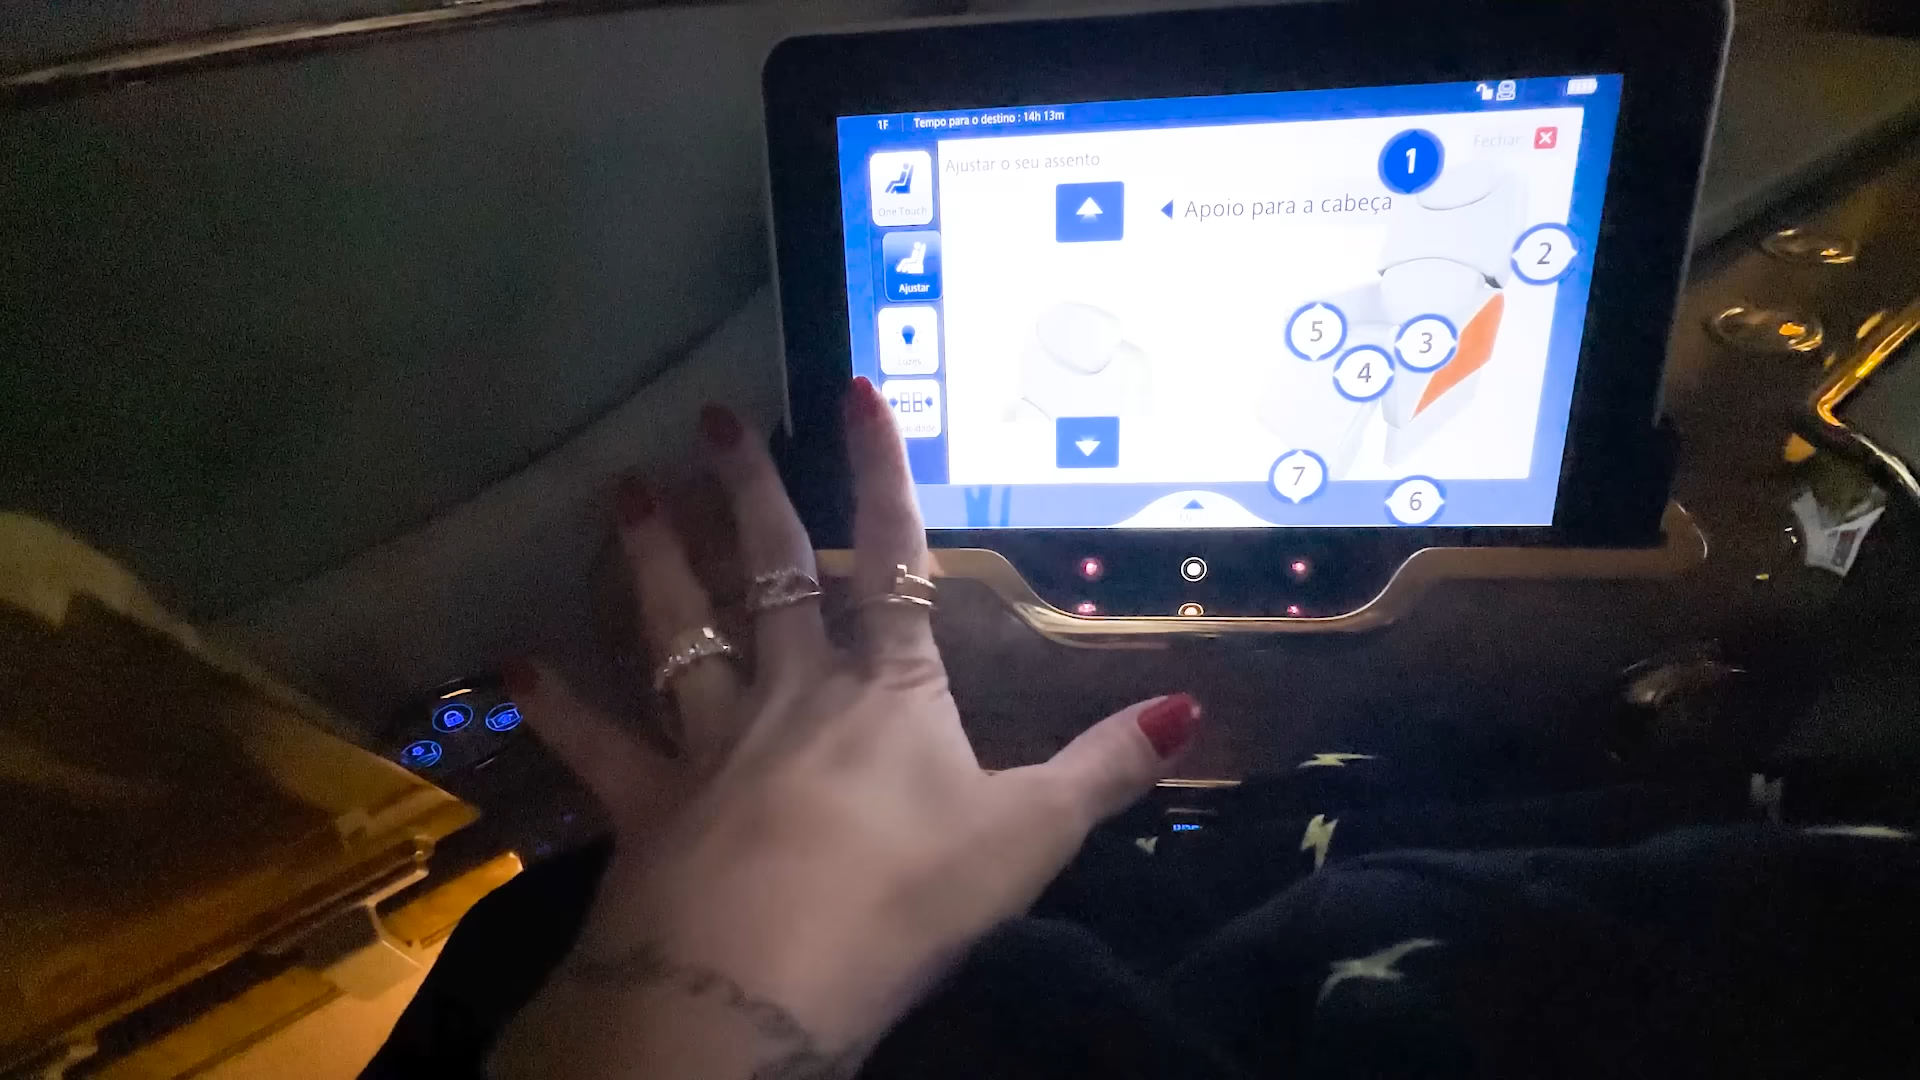 1F Tempo para o destino : 14h 13m
Ajustar o seu assento
Fechar
One Touch
Ajustar
Luzes
Apoio para a cabeça
1
2
3
4
5
6
7